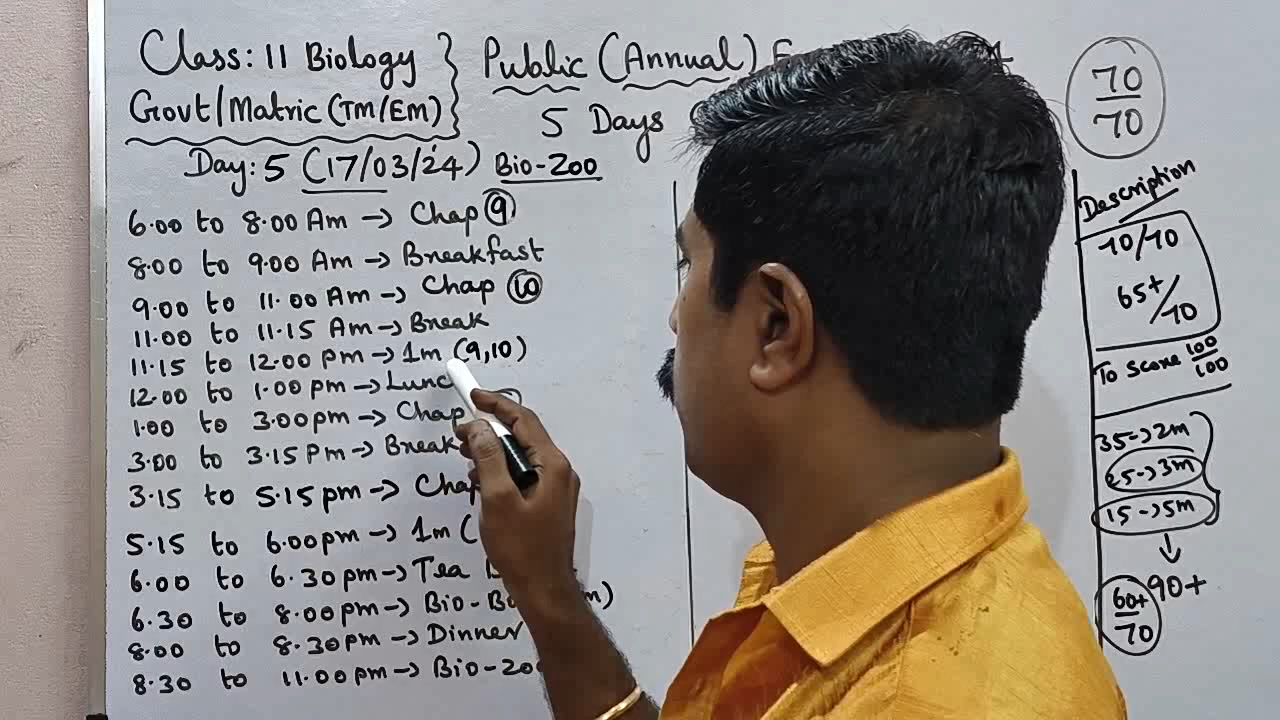 Class: 11 Biology
Govt/Matric (TM/EM)
Public (Annual)
5 Days
Day: 5 (17/03/24) Bio-Zoo
6.00 to 8.00 Am -> Chap 9
8.00 to 9.00 Am -> Breakfast
9.00 to 11.00 Am -> Chap 10
11.00 to 11.15 Am -> Break
11.15 to 12.00 pm -> 1m (9,10)
12.00 to 1.00 pm ->
1.00 to 3.00 pm -> Chap
3.00 to 3.15 Pm -> Break
3.15 to 5.15 pm ->
5.15 to 6.00 pm -> 1m (
6.00 to 6.30 pm -> Tea
6.30 to 8.00 pm -> Bio-
8.00 to 8.30 pm -> Dinner
8.30 to 11.00 pm -> Bio-
70/70
Description
70/70
65+/70
To Score 100/100
35->2m
25->3m
15->5m
↓
60+/70 90+